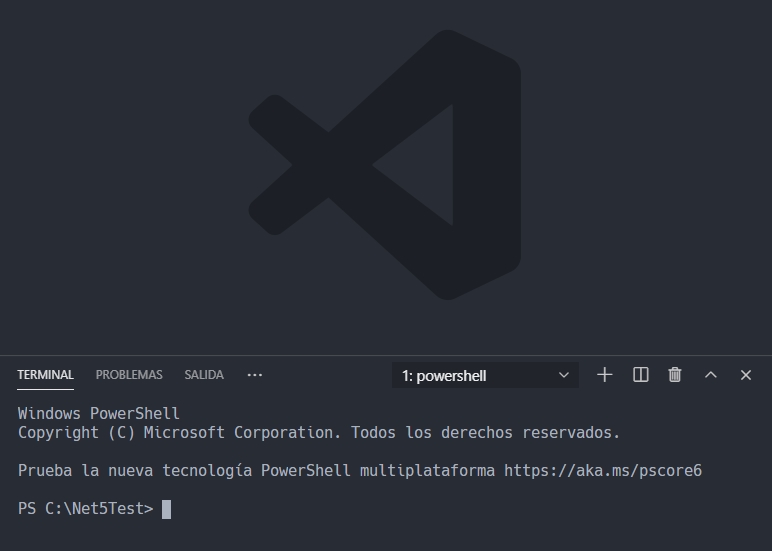 TERMINAL PROBLEMAS SALIDA ... 1: powershell
Windows PowerShell
Copyright (C) Microsoft Corporation. Todos los derechos reservados.
Prueba la nueva tecnología PowerShell multiplataforma https://aka.ms/pscore6
PS C:\Net5Test>